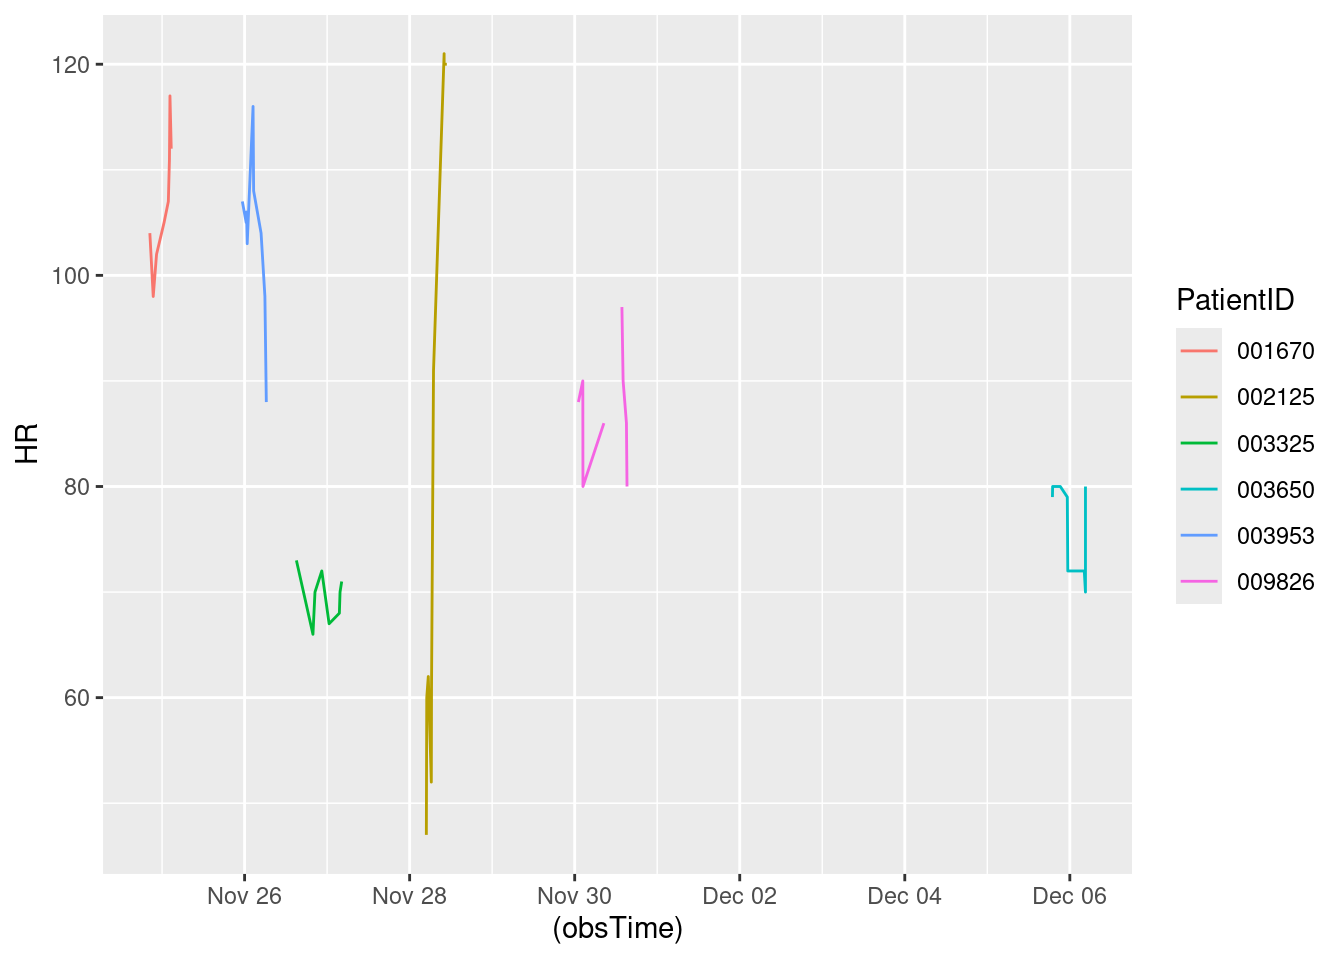 120
100
80
60
HR
Nov 26
Nov 28
Nov 30
Dec 02
Dec 04
Dec 06
(obsTime)
PatientID
001670
002125
003325
003650
003953
009826